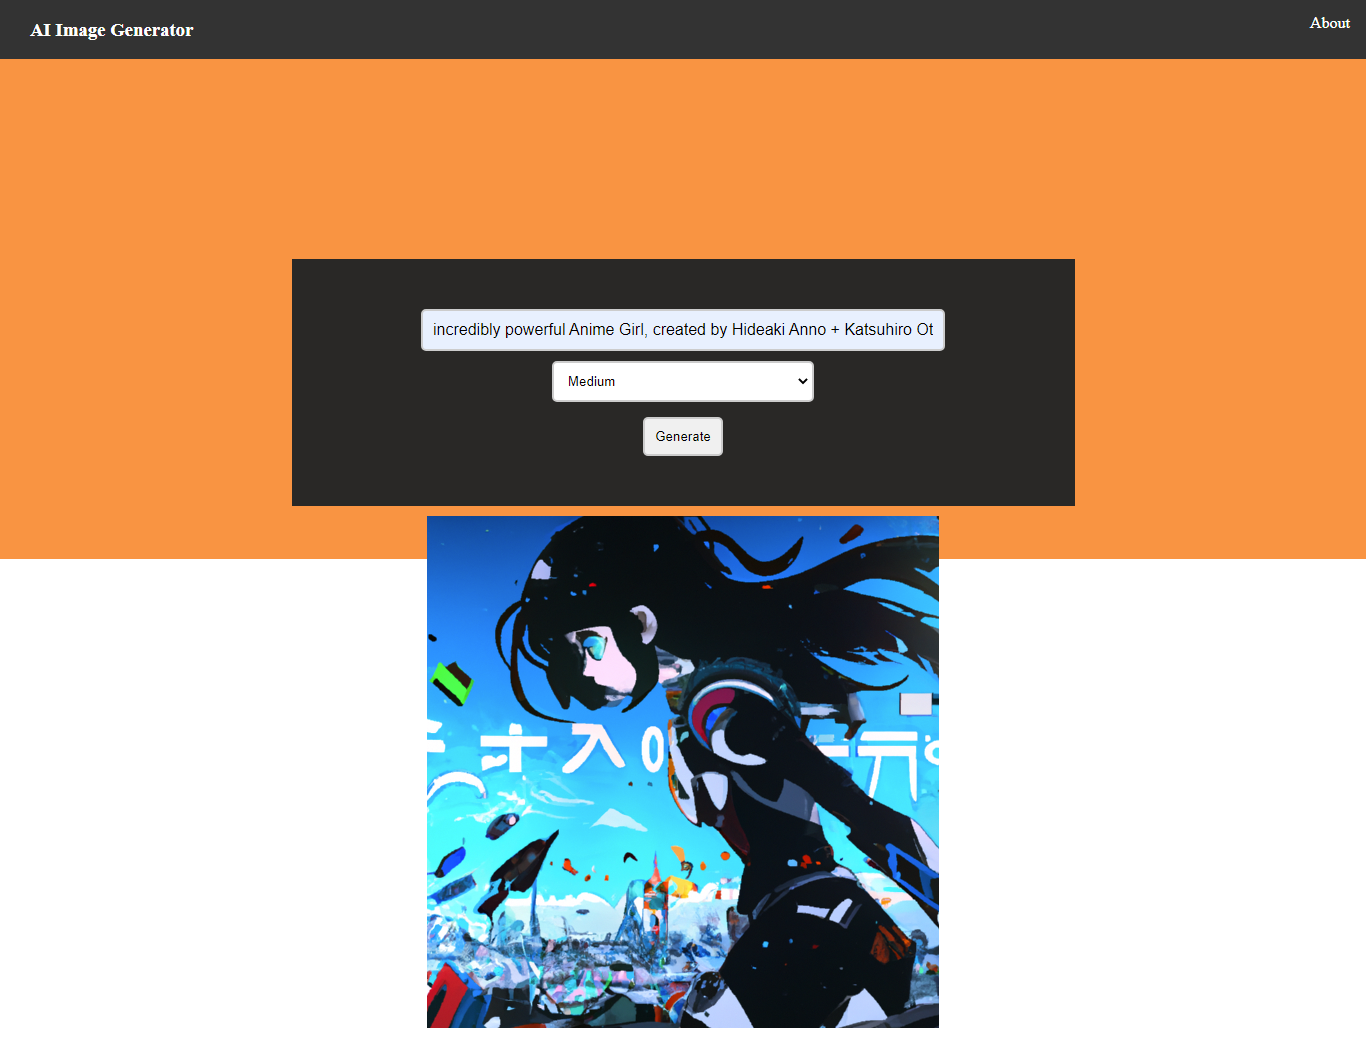 AI Image Generator
About
incredibly powerful Anime Girl, created by Hideaki Anno + Katsuhiro Ot
Medium
Generate